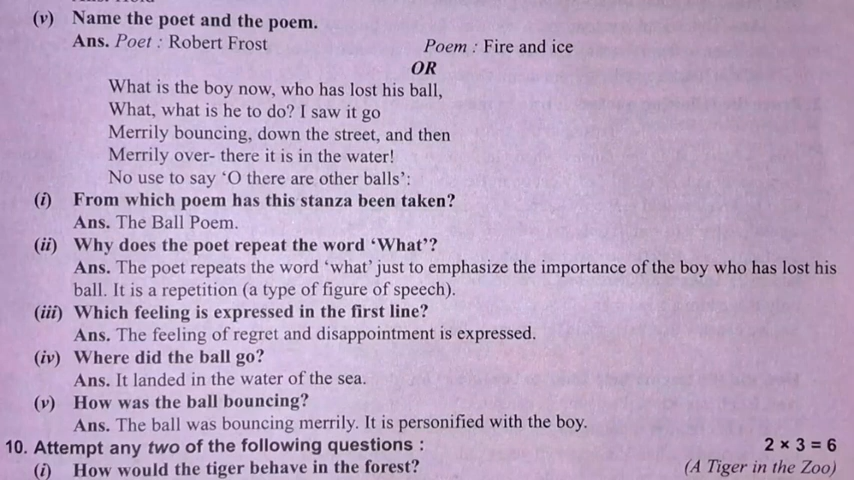 (v) Name the poet and the poem.
Ans. Poet : Robert Frost Poem : Fire and ice
OR
What is the boy now, who has lost his ball,
What, what is he to do? I saw it go
Merrily bouncing, down the street, and then
Merrily over- there it is in the water!
No use to say ‘O there are other balls’:
(i) From which poem has this stanza been taken?
Ans. The Ball Poem.
(ii) Why does the poet repeat the word ‘What’?
Ans. The poet repeats the word ‘what’ just to emphasize the importance of the boy who has lost his
ball. It is a repetition (a type of figure of speech).
(iii) Which feeling is expressed in the first line?
Ans. The feeling of regret and disappointment is expressed.
(iv) Where did the ball go?
Ans. It landed in the water of the sea.
(v) How was the ball bouncing?
Ans. The ball was bouncing merrily. It is personified with the boy.
10. Attempt any two of the following questions : 2 × 3 = 6
(i) How would the tiger behave in the forest? (A Tiger in the Zoo)